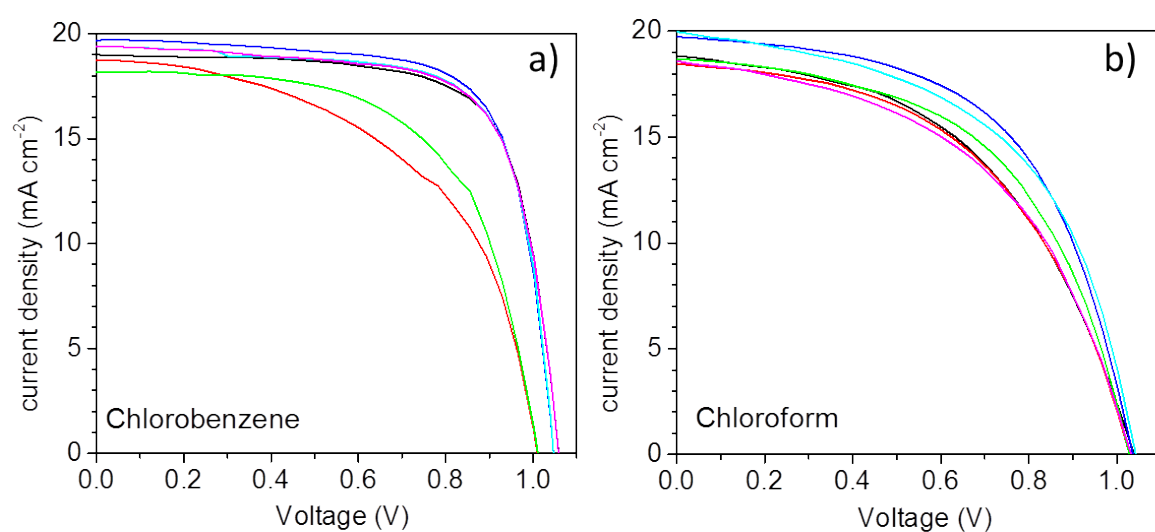 a)
20
15
10
5
0
0.0 0.2 0.4 0.6 0.8 1.0
current density (mA cm⁻²)
Voltage (V)
Chlorobenzene
b)
20
15
10
5
0
0.0 0.2 0.4 0.6 0.8 1.0
current density (mA cm⁻²)
Voltage (V)
Chloroform